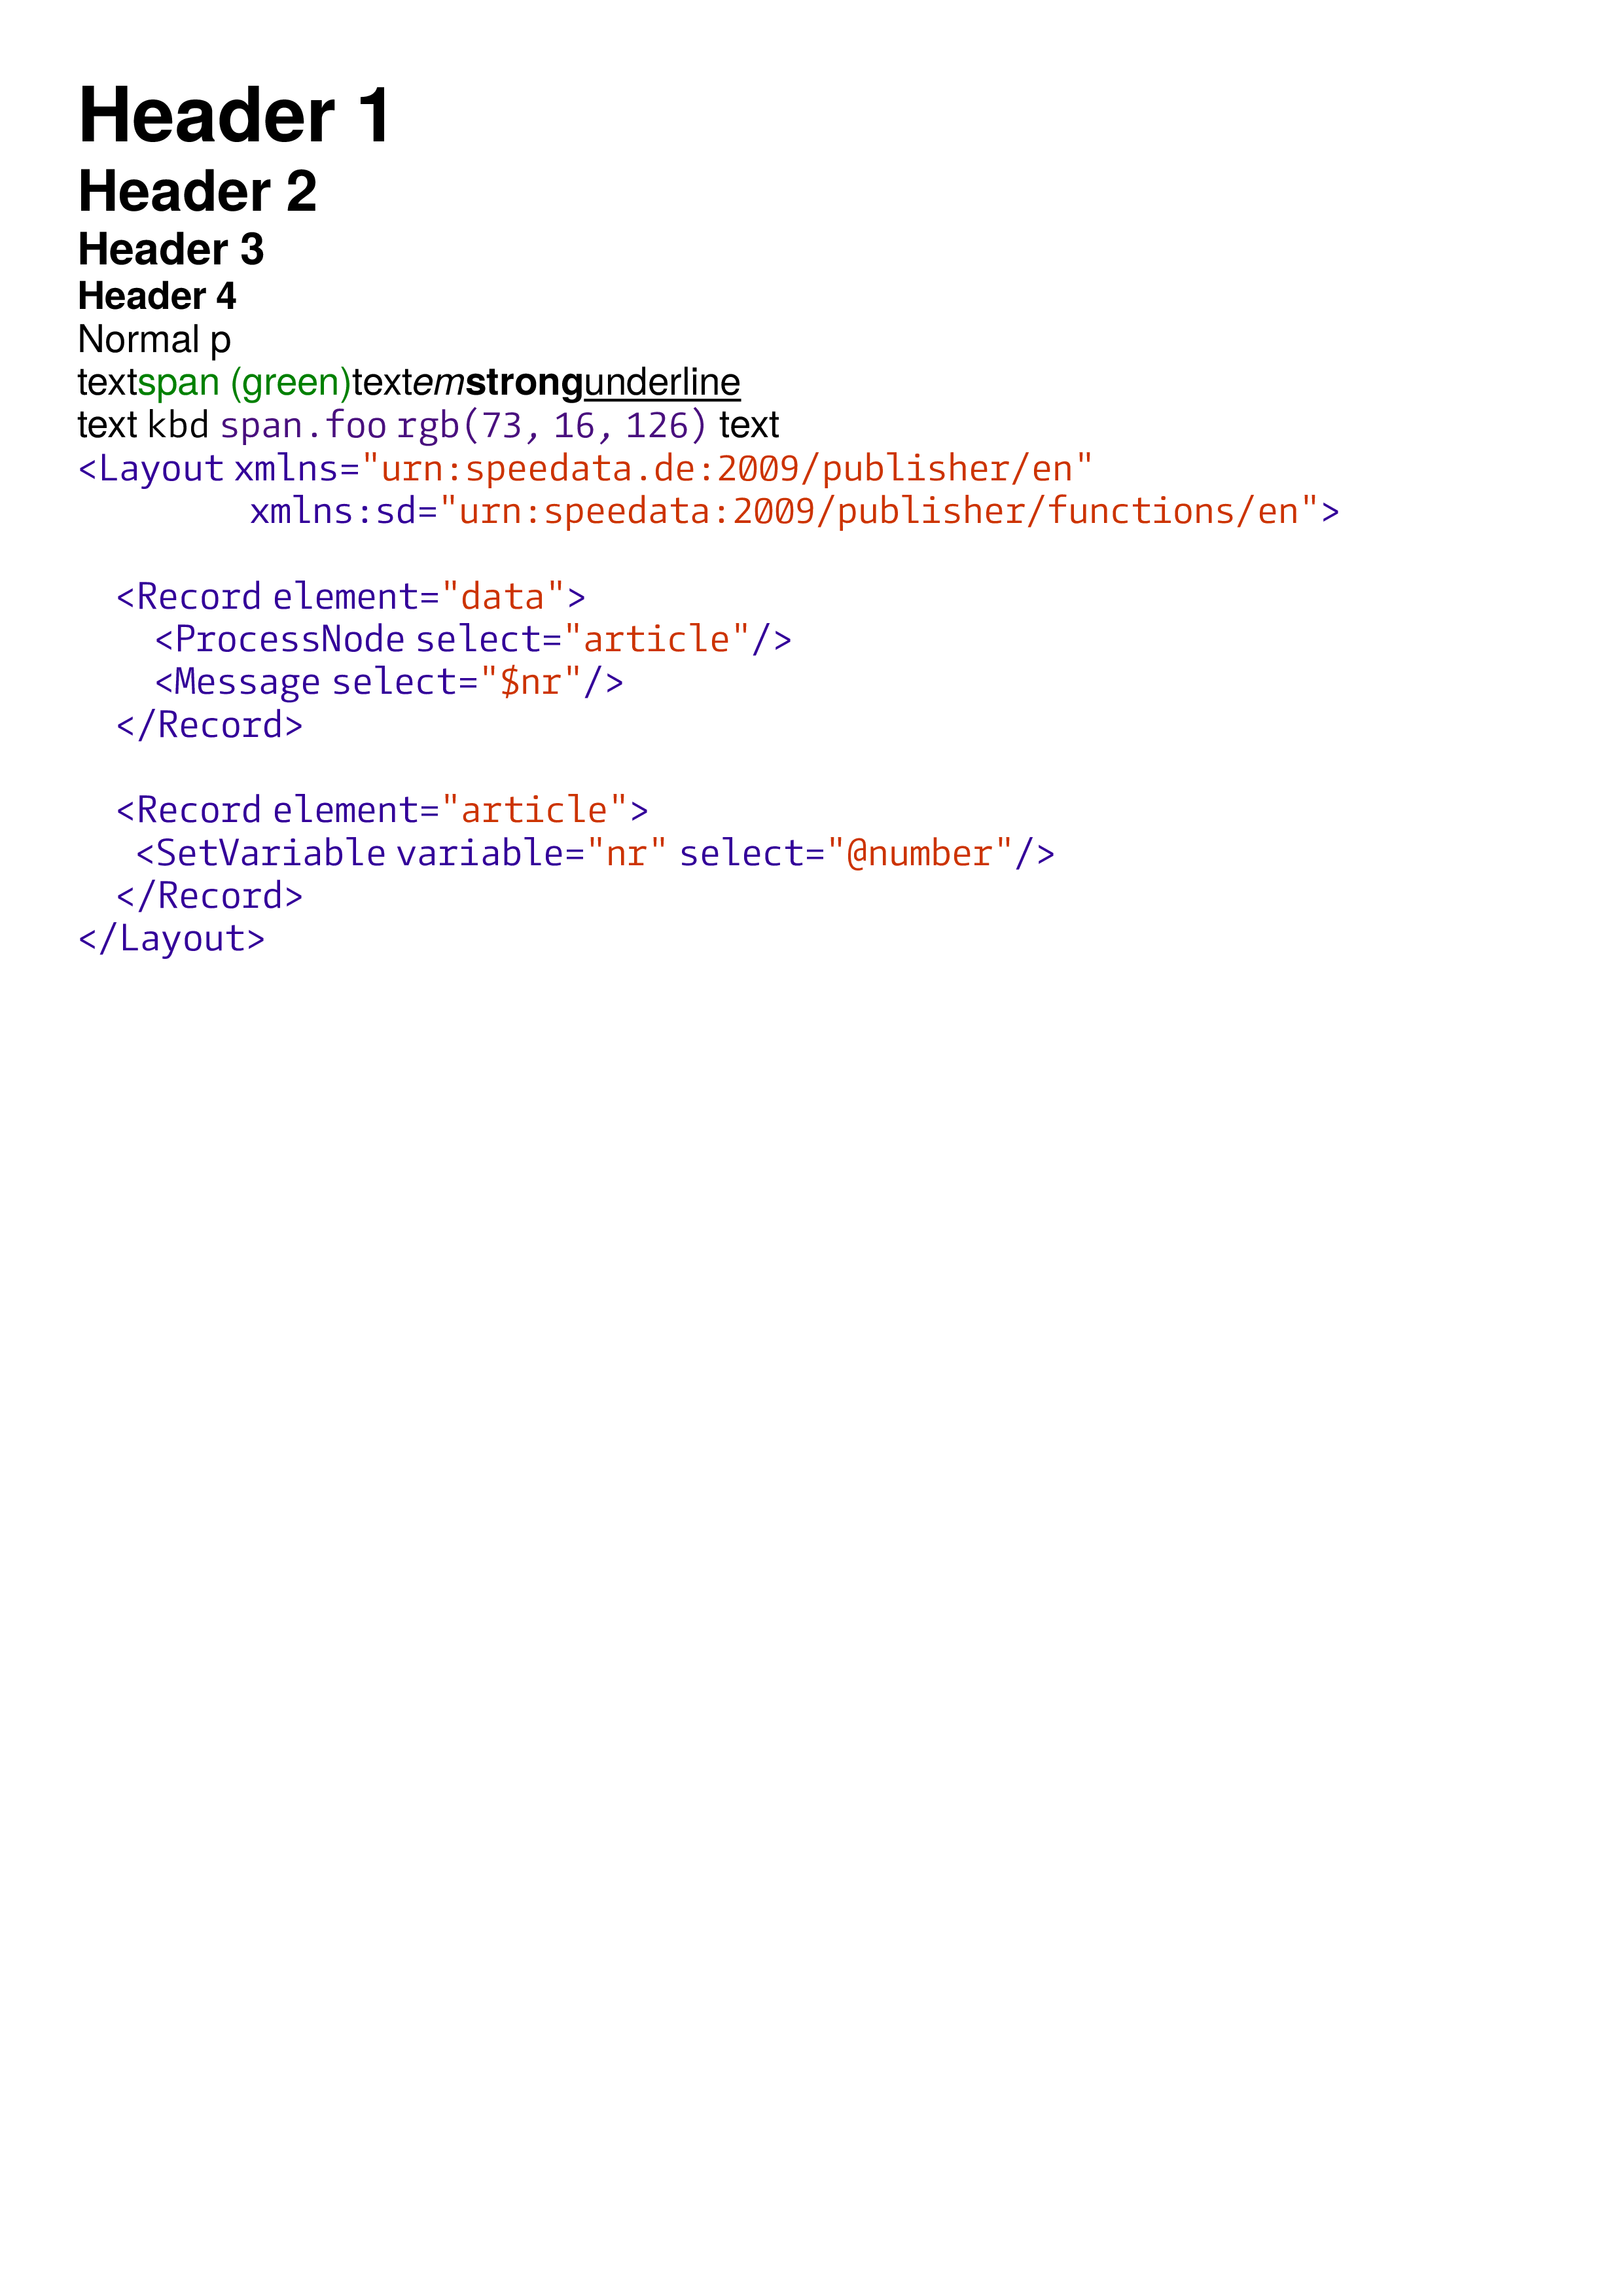 Header 1
Header 2
Header 3
Header 4
Normal p
textspan (green)textemstrongunderline
text kbd span.foo rgb(73, 16, 126) text
<Layout xmlns="urn:speedata.de:2009/publisher/en"
         xmlns:sd="urn:speedata:2009/publisher/functions/en">

  <Record element="data">
    <ProcessNode select="article"/>
    <Message select="$nr"/>
  </Record>

  <Record element="article">
   <SetVariable variable="nr" select="@number"/>
  </Record>
</Layout>